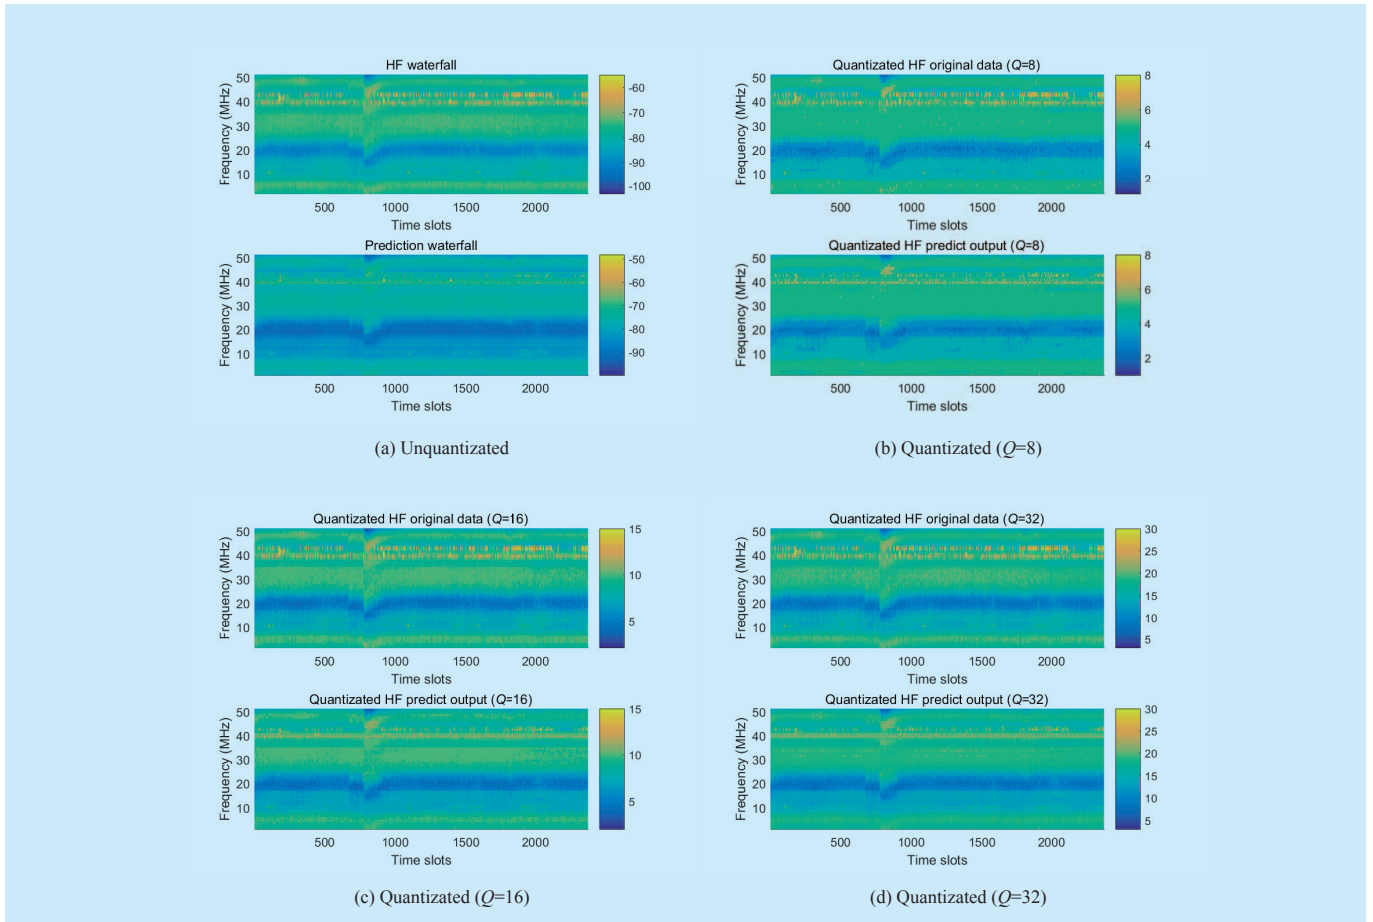 HF waterfall
Frequency (MHz)
50
40
30
20
10
-60
-70
-80
-90
-100
500 1000 1500 2000
Time slots
Prediction waterfall
Frequency (MHz)
50
40
30
20
10
-50
-60
-70
-80
-90
500 1000 1500 2000
Time slots
(a) Unquantizated
Quantizated HF original data (Q=8)
Frequency (MHz)
50
40
30
20
10
8
6
4
2
500 1000 1500 2000
Time slots
Quantizated HF predict output (Q=8)
Frequency (MHz)
50
40
30
20
10
8
6
4
2
500 1000 1500 2000
Time slots
(b) Quantizated (Q=8)
Quantizated HF original data (Q=16)
Frequency (MHz)
50
40
30
20
10
15
10
5
500 1000 1500 2000
Time slots
Quantizated HF predict output (Q=16)
Frequency (MHz)
50
40
30
20
10
15
10
5
500 1000 1500 2000
Time slots
(c) Quantizated (Q=16)
Quantizated HF original data (Q=32)
Frequency (MHz)
50
40
30
20
10
30
25
20
15
10
5
500 1000 1500 2000
Time slots
Quantizated HF predict output (Q=32)
Frequency (MHz)
50
40
30
20
10
30
25
20
15
10
5
500 1000 1500 2000
Time slots
(d) Quantizated (Q=32)